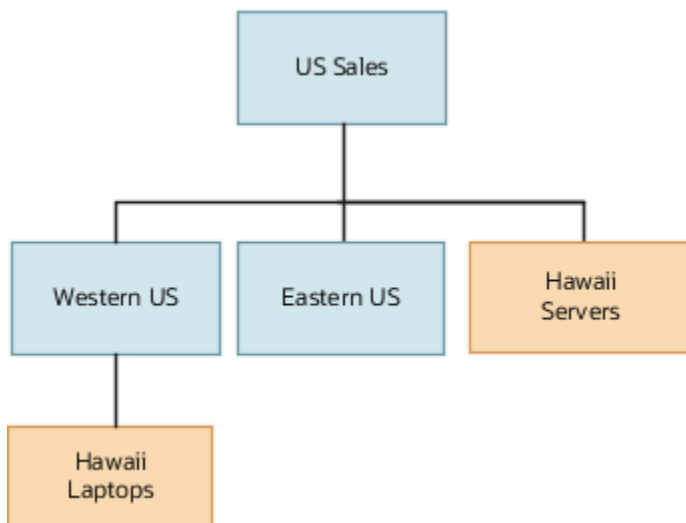 US Sales
Western US
Eastern US
Hawaii
Servers
Hawaii
Laptops